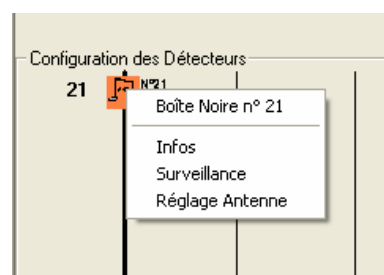 Configuration des Détecteurs
21 N°21
Boîte Noire n° 21
Infos
Surveillance
Réglage Antenne